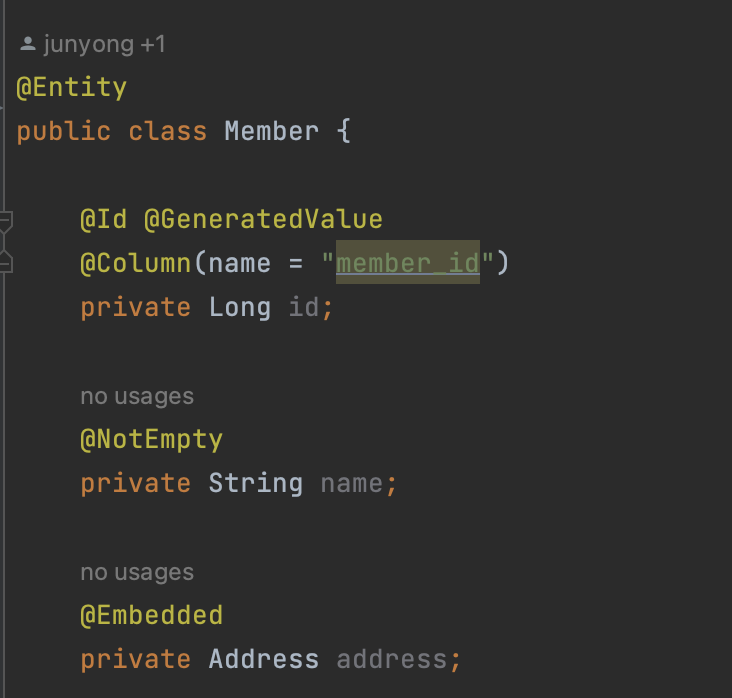 junyong +1
@Entity
public class Member {
@Id @GeneratedValue
@Column(name = "member_id")
private Long id;
no usages
@NotEmpty
private String name;
no usages
@Embedded
private Address address;